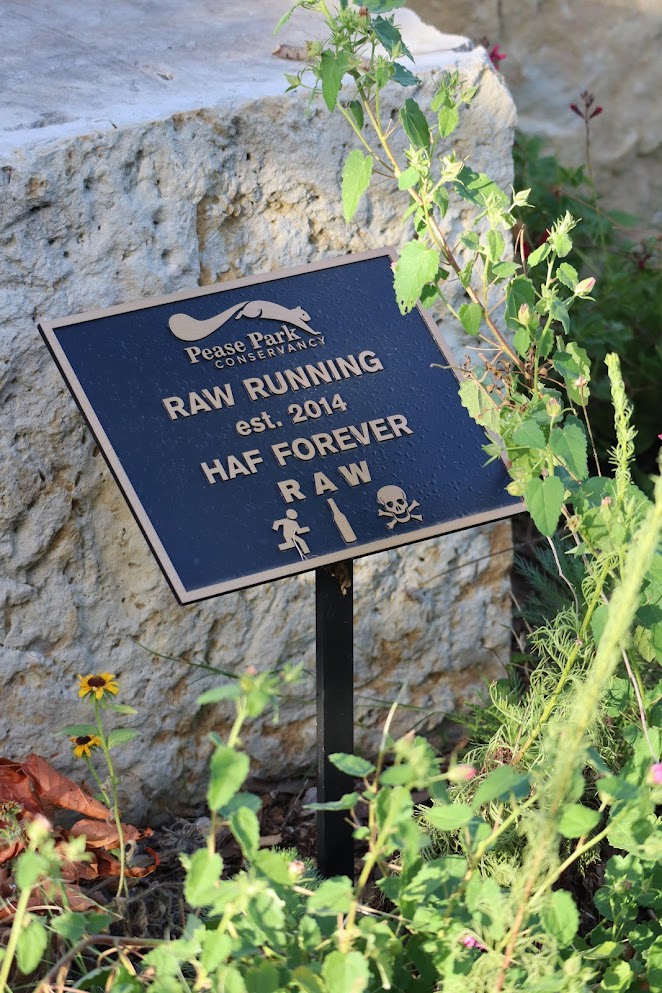 Pease Park
CONSERVANCY
RAW RUNNING
est. 2014
HAF FOREVER
RAW